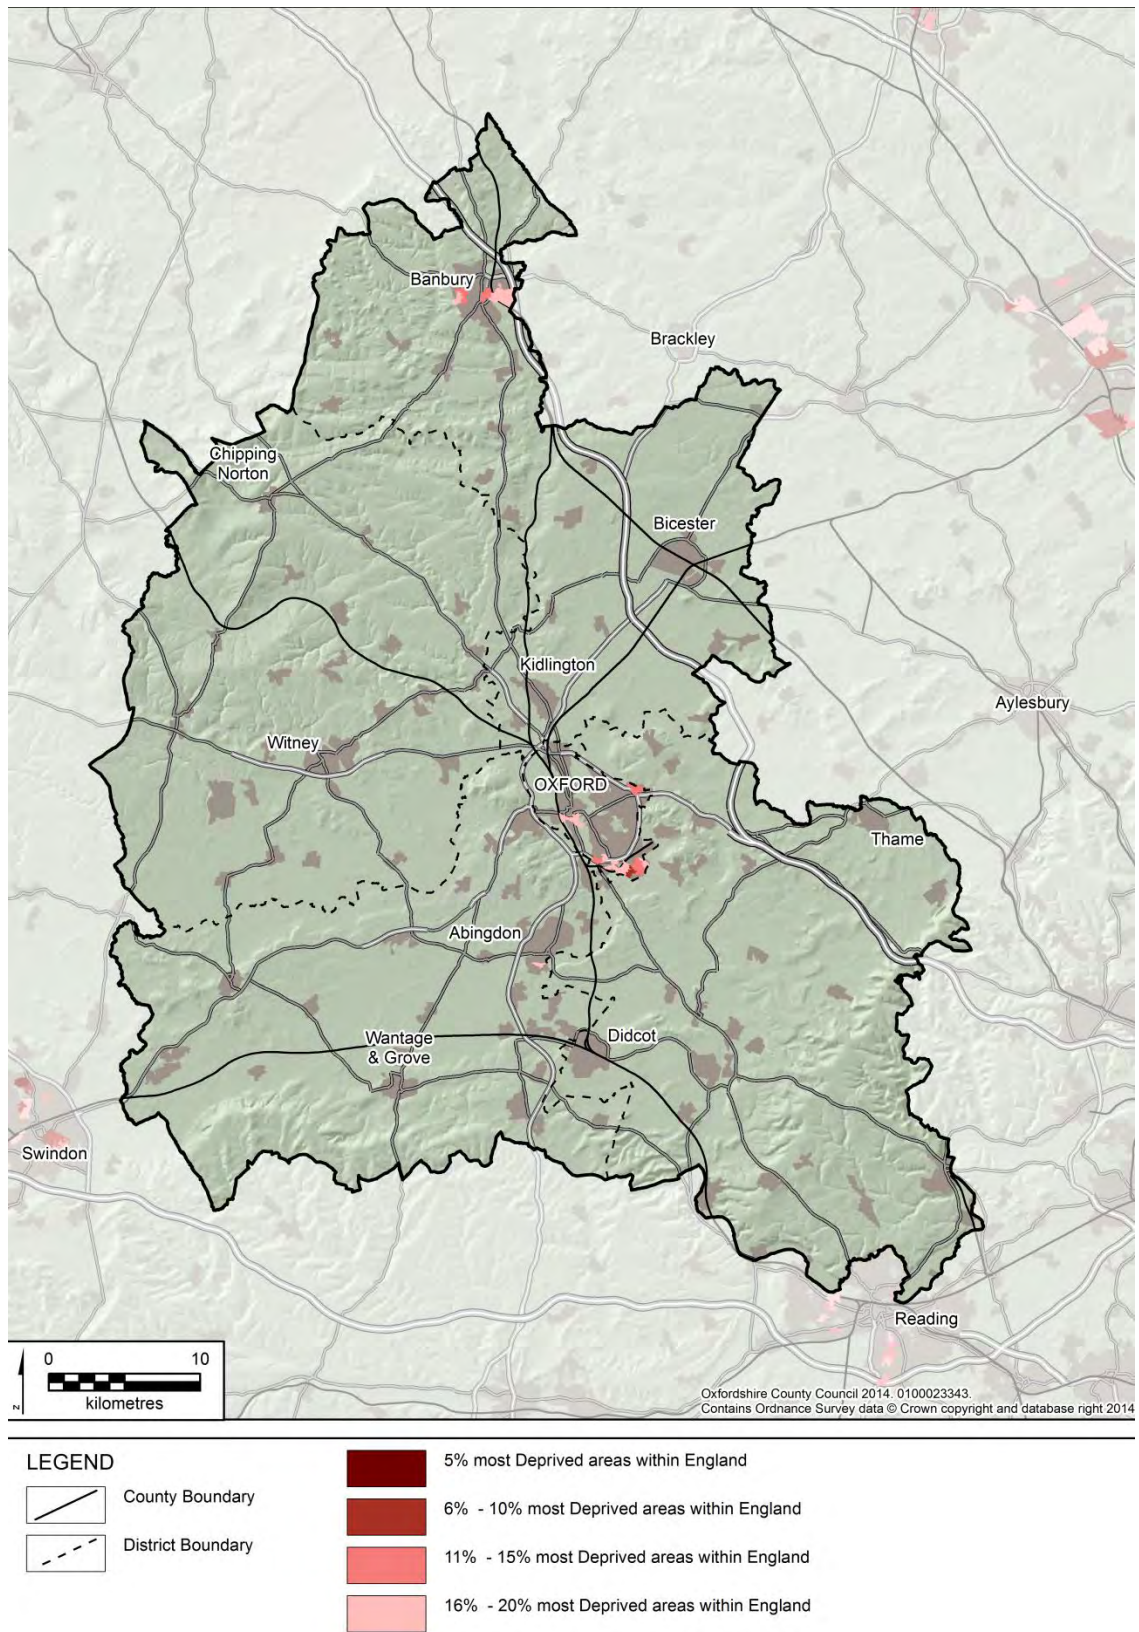 Banbury
Brackley
Chipping
Norton
Bicester
Kidlington
Aylesbury
Witney
OXFORD
Thame
Abingdon
Wantage
& Grove
Didcot
Swindon
Reading
N
0 10
kilometres
Oxfordshire County Council 2014. 0100023343.
Contains Ordnance Survey data © Crown copyright and database right 2014
LEGEND
County Boundary
District Boundary
5% most Deprived areas within England
6% - 10% most Deprived areas within England
11% - 15% most Deprived areas within England
16% - 20% most Deprived areas within England